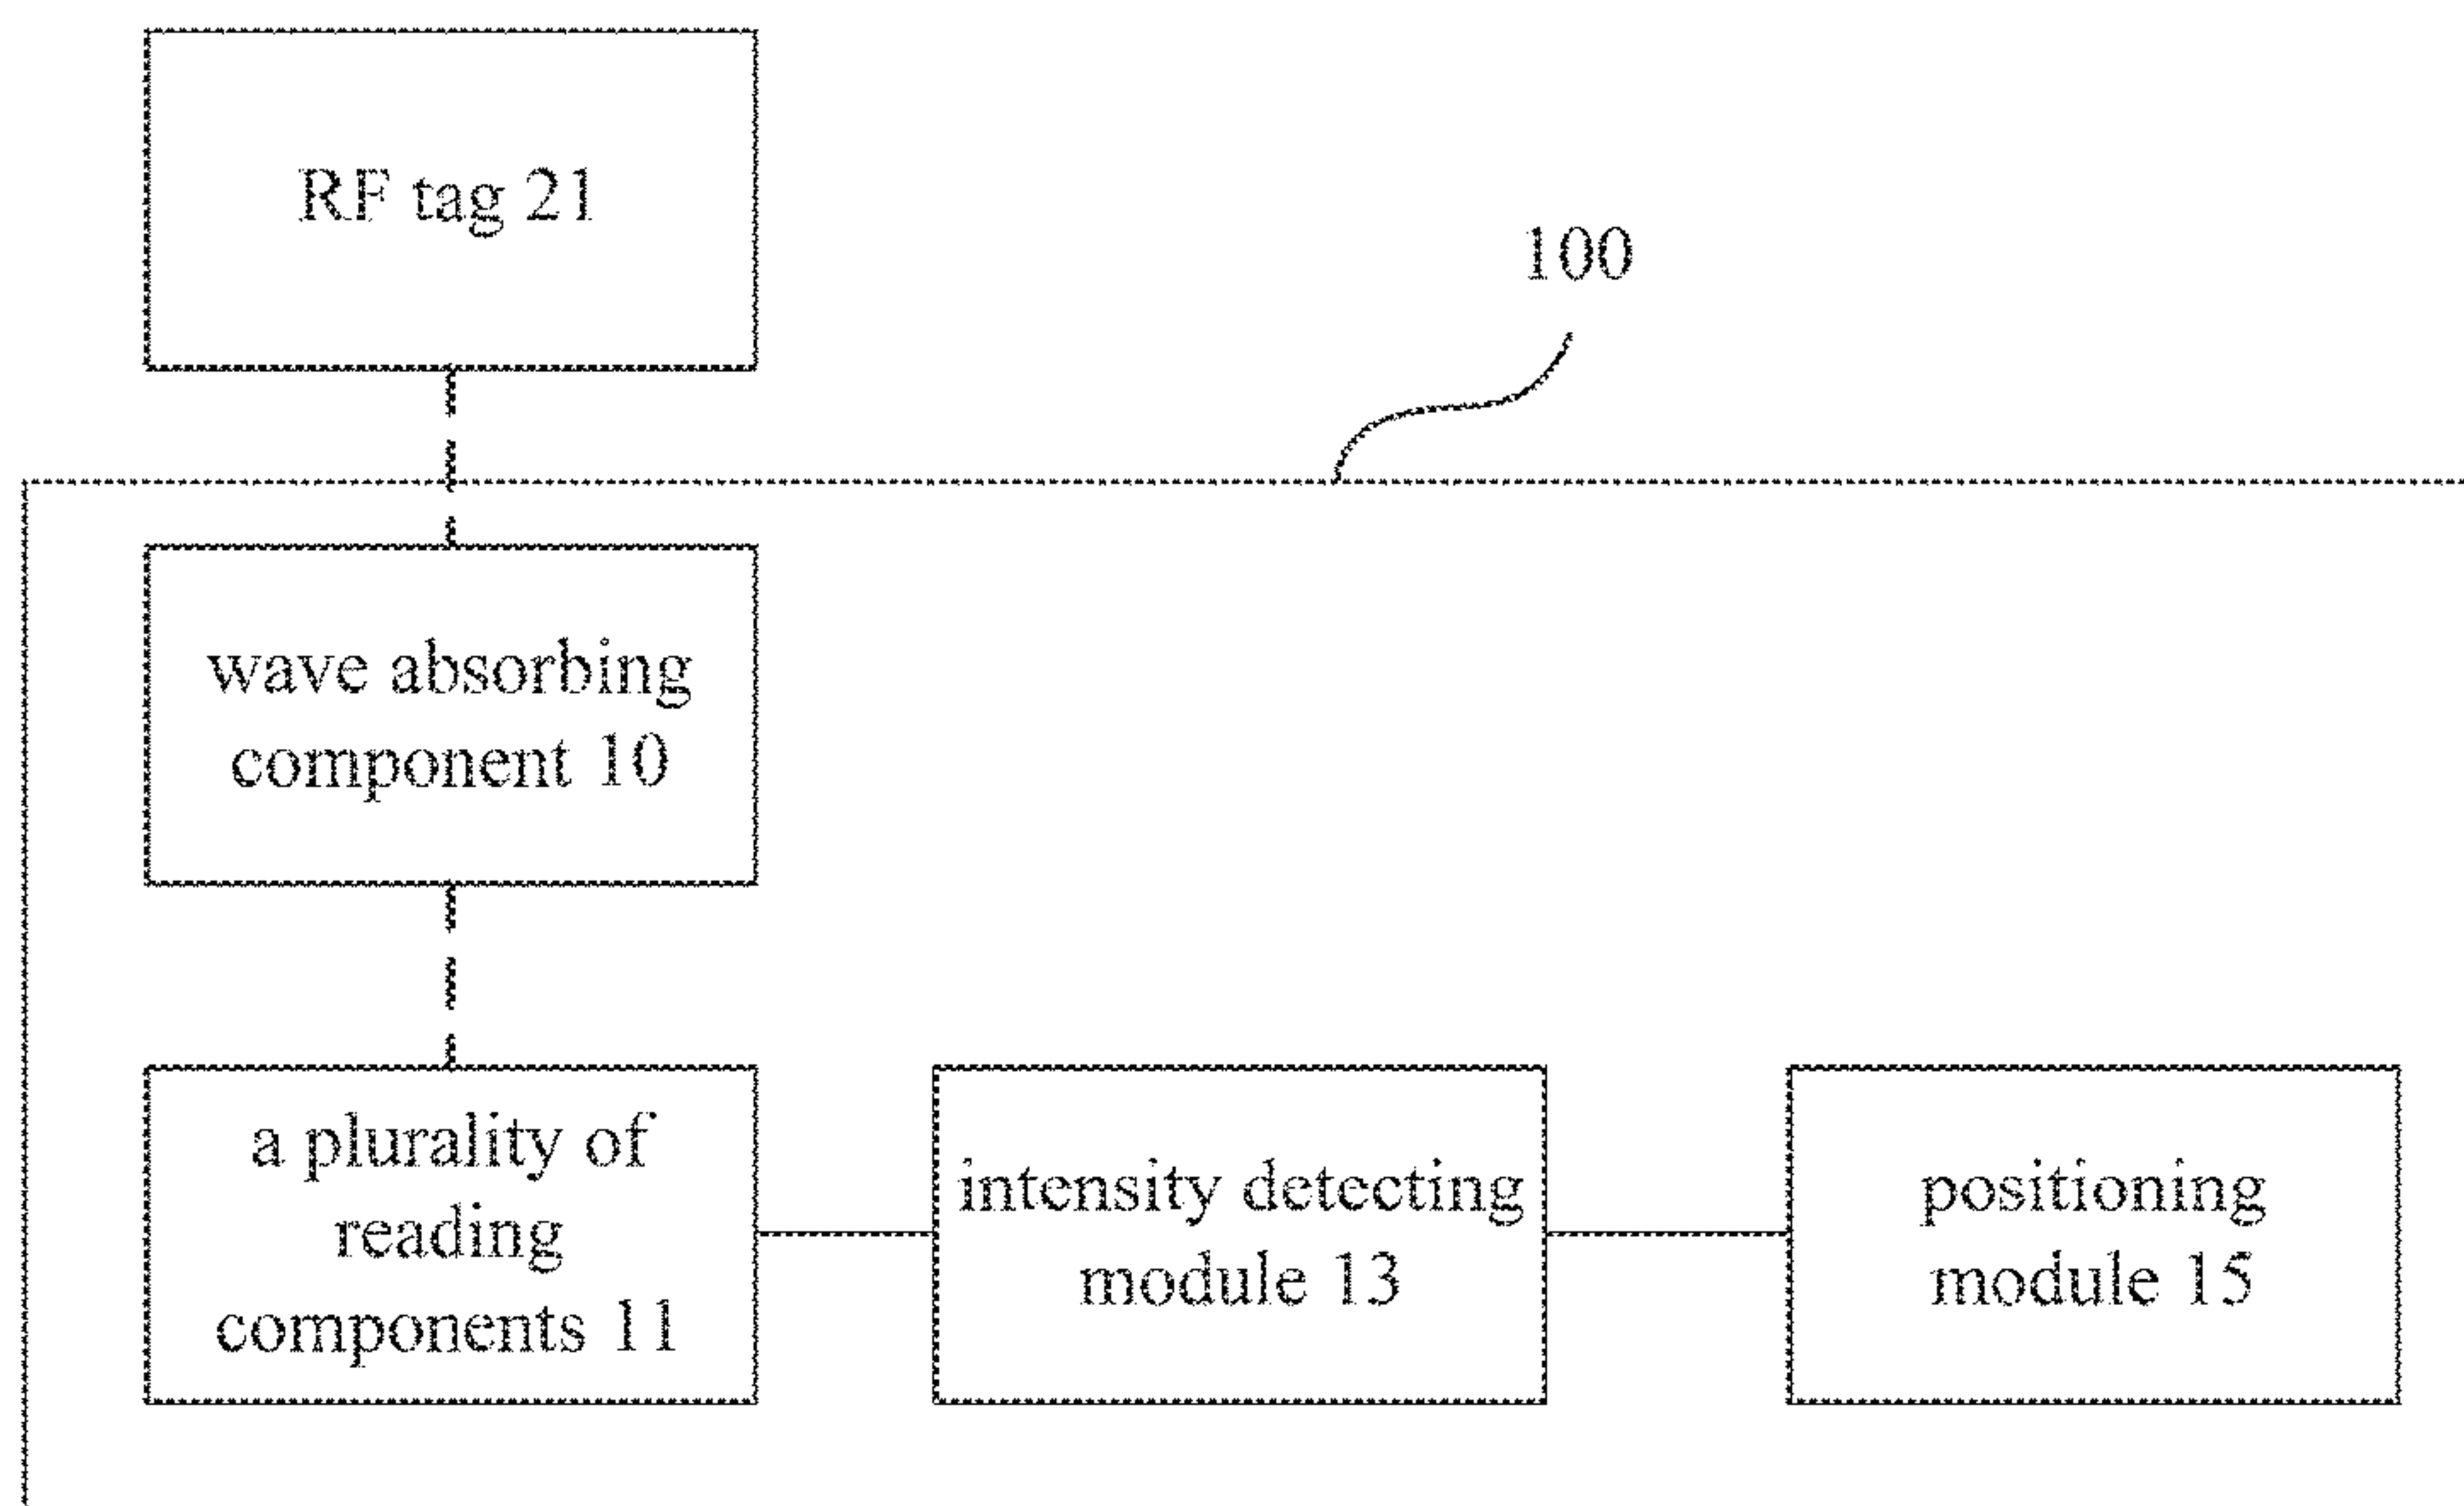 RF tag 21
100
wave absorbing
component 10
a plurality of
reading
components 11
intensity detecting
module 13
positioning
module 15